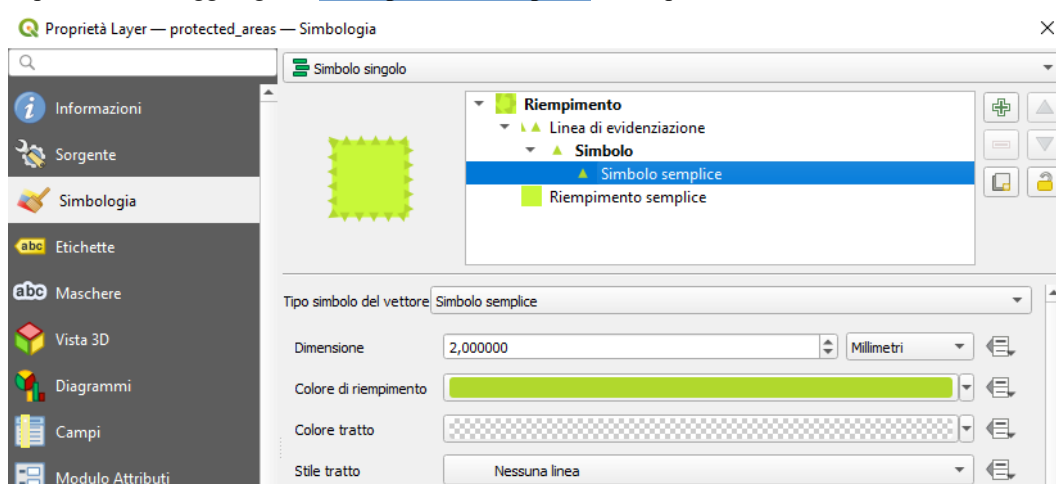 Proprietà Layer — protected_areas — Simbologia
Simbolo singolo
Informazioni
Sorgente
Simbologia
abc Etichette
abc Maschere
Vista 3D
Diagrammi
Campi
Modulo Attributi
Riempimento
Linea di evidenziazione
Simbolo
Simbolo semplice
Riempimento semplice
Tipo simbolo del vettore Simbolo semplice
Dimensione 2,000000 Millimetri
Colore di riempimento
Colore tratto
Stile tratto Nessuna linea